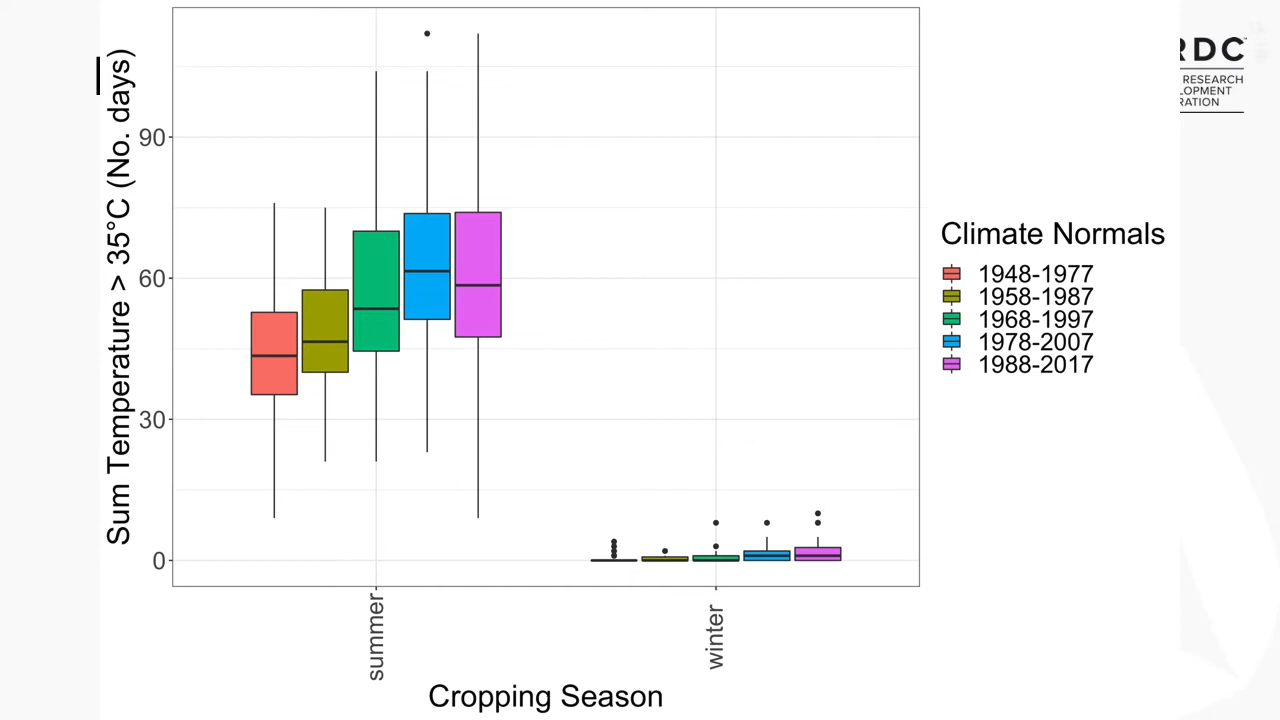 Sum Temperature > 35°C (No. days)
90
60
30
0
summer
winter
Cropping Season
Climate Normals
1948-1977
1958-1987
1968-1997
1978-2007
1988-2017
RDC
RESEARCH
LOPMENT
RATION